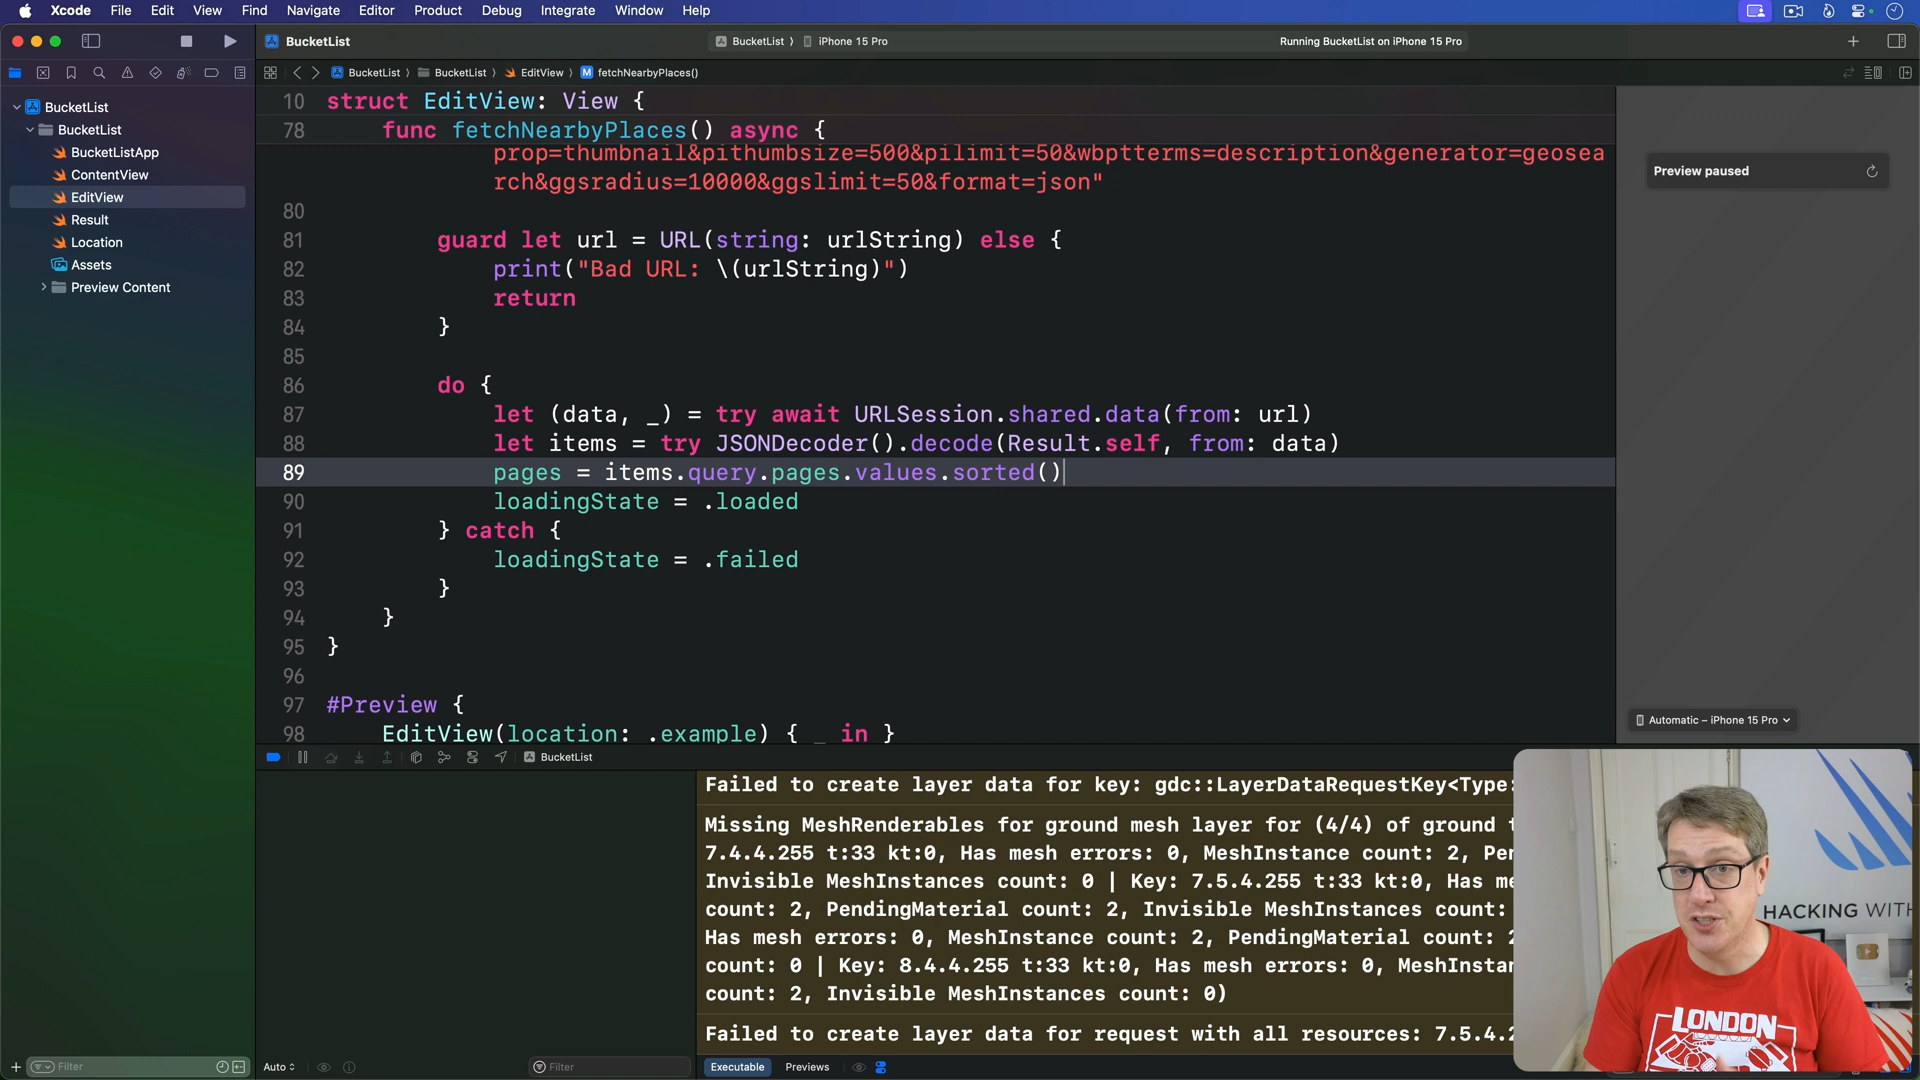 Xcode File Edit View Find Navigate Editor Product Debug Integrate Window Help
BucketList
BucketList 〉 iPhone 15 Pro
Running BucketList on iPhone 15 Pro
BucketList 〉 BucketList 〉 EditView 〉 M fetchNearbyPlaces()
BucketList
BucketList
BucketListApp
ContentView
EditView
Result
Location
Assets
Preview Content
Filter
10 struct EditView: View {
78 func fetchNearbyPlaces() async {
prop=thumbnail&pithumbsize=500&pilimit=50&wbptterms=description&generator=geosea
rch&ggsradius=10000&ggslimit=50&format=json"
80
81 guard let url = URL(string: urlString) else {
82 print("Bad URL: \(urlString)")
83 return
84 }
85
86 do {
87 let (data, _) = try await URLSession.shared.data(from: url)
88 let items = try JSONDecoder().decode(Result.self, from: data)
89 pages = items.query.pages.values.sorted()
90 loadingState = .loaded
91 } catch {
92 loadingState = .failed
93 }
94 }
95 }
96
97 #Preview {
98 EditView(location: .example) { _ in }
Preview paused
Automatic – iPhone 15 Pro
BucketList
Failed to create layer data for key: gdc::LayerDataRequestKey<Type:
Missing MeshRenderables for ground mesh layer for (4/4) of ground t
7.4.4.255 t:33 kt:0, Has mesh errors: 0, MeshInstance count: 2, Pen
Invisible MeshInstances count: 0 | Key: 7.5.4.255 t:33 kt:0, Has me
count: 2, PendingMaterial count: 2, Invisible MeshInstances count:
Has mesh errors: 0, MeshInstance count: 2, PendingMaterial count: 2
count: 0 | Key: 8.4.4.255 t:33 kt:0, Has mesh errors: 0, MeshInstan
count: 2, Invisible MeshInstances count: 0)
Failed to create layer data for request with all resources: 7.5.4.2
Auto
Filter
Executable Previews
HACKING WITH
LONDON